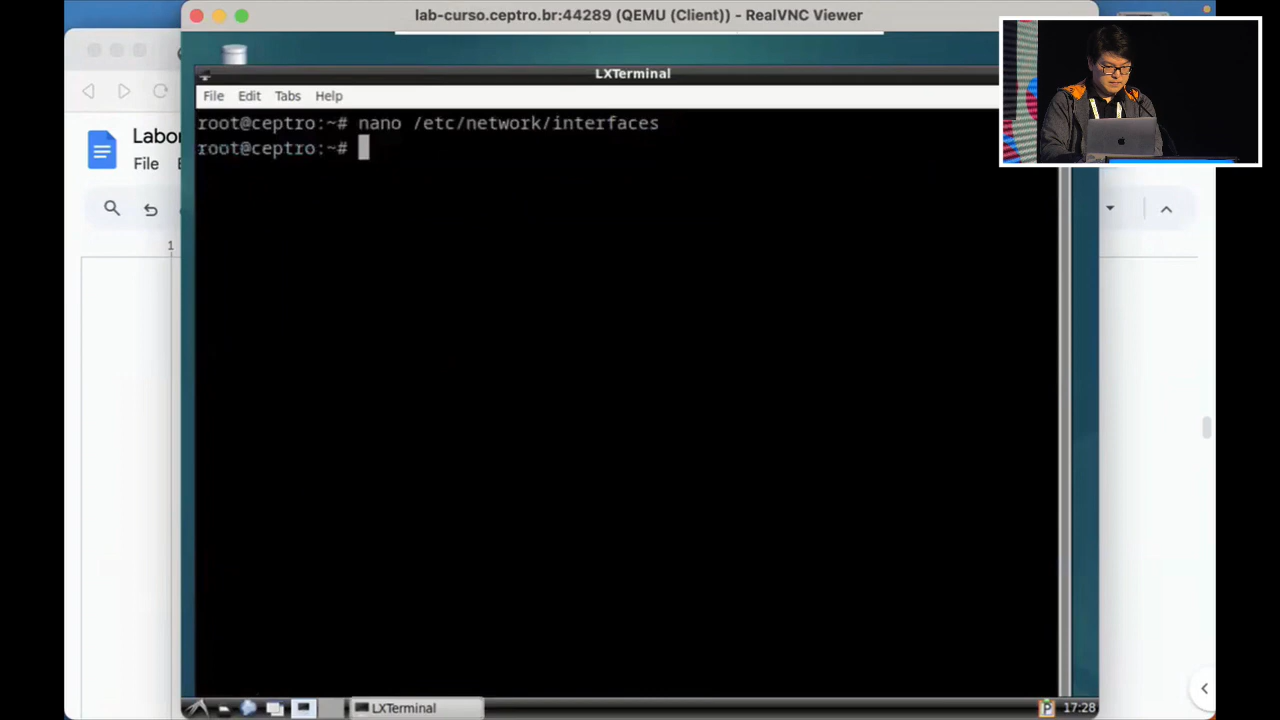 lab-curso.ceptro.br:44289 (QEMU (Client)) - RealVNC Viewer
LXTerminal
File Edit Tabs Help
root@ceptro:~# nano /etc/network/interfaces
root@ceptro:~#
Labor
File
1
LXTerminal
17:28